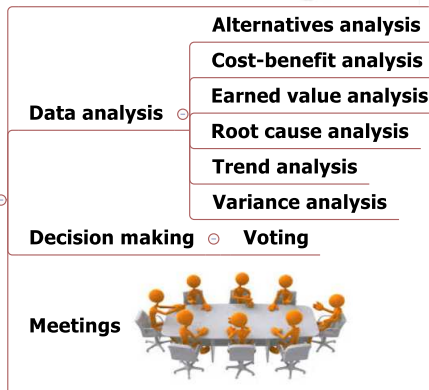 Alternatives analysis
Cost-benefit analysis
Data analysis
Earned value analysis
Root cause analysis
Trend analysis
Variance analysis
Decision making
Voting
Meetings